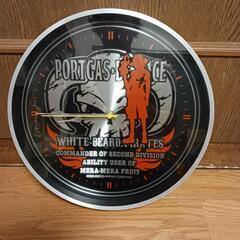 PORTGAS·D·ACE
WHITE BEARD PIRATES
COMMANDER OF SECOND DIVISION
ABILITY USER OF
MERA-MERA FRUIT